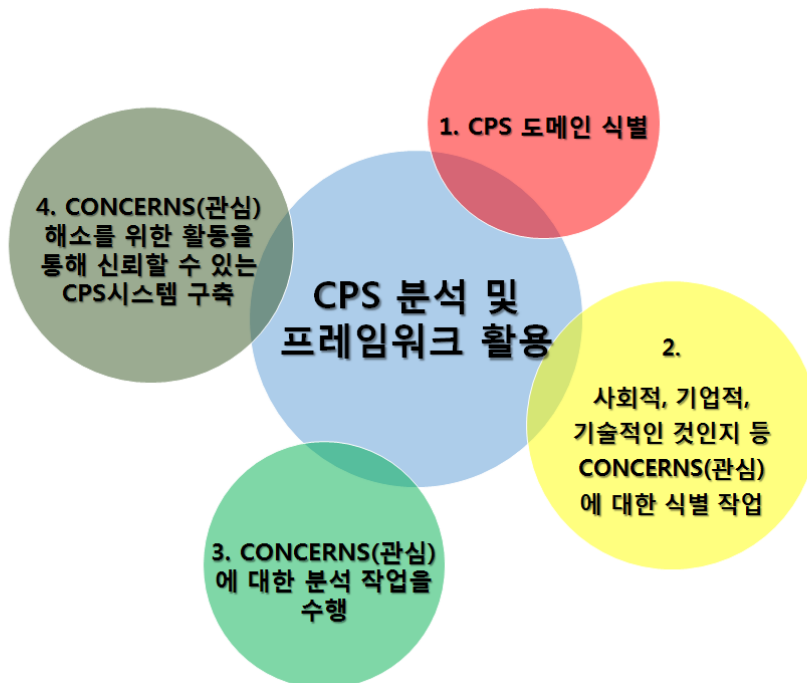 1. CPS 도메인 식별
4. CONCERNS(관심)
해소를 위한 활동을
통해 신뢰할 수 있는
CPS시스템 구축
CPS 분석 및
프레임워크 활용
2.
사회적, 기업적,
기술적인 것인지 등
CONCERNS(관심)
에 대한 식별 작업
3. CONCERNS(관심)
에 대한 분석 작업을
수행